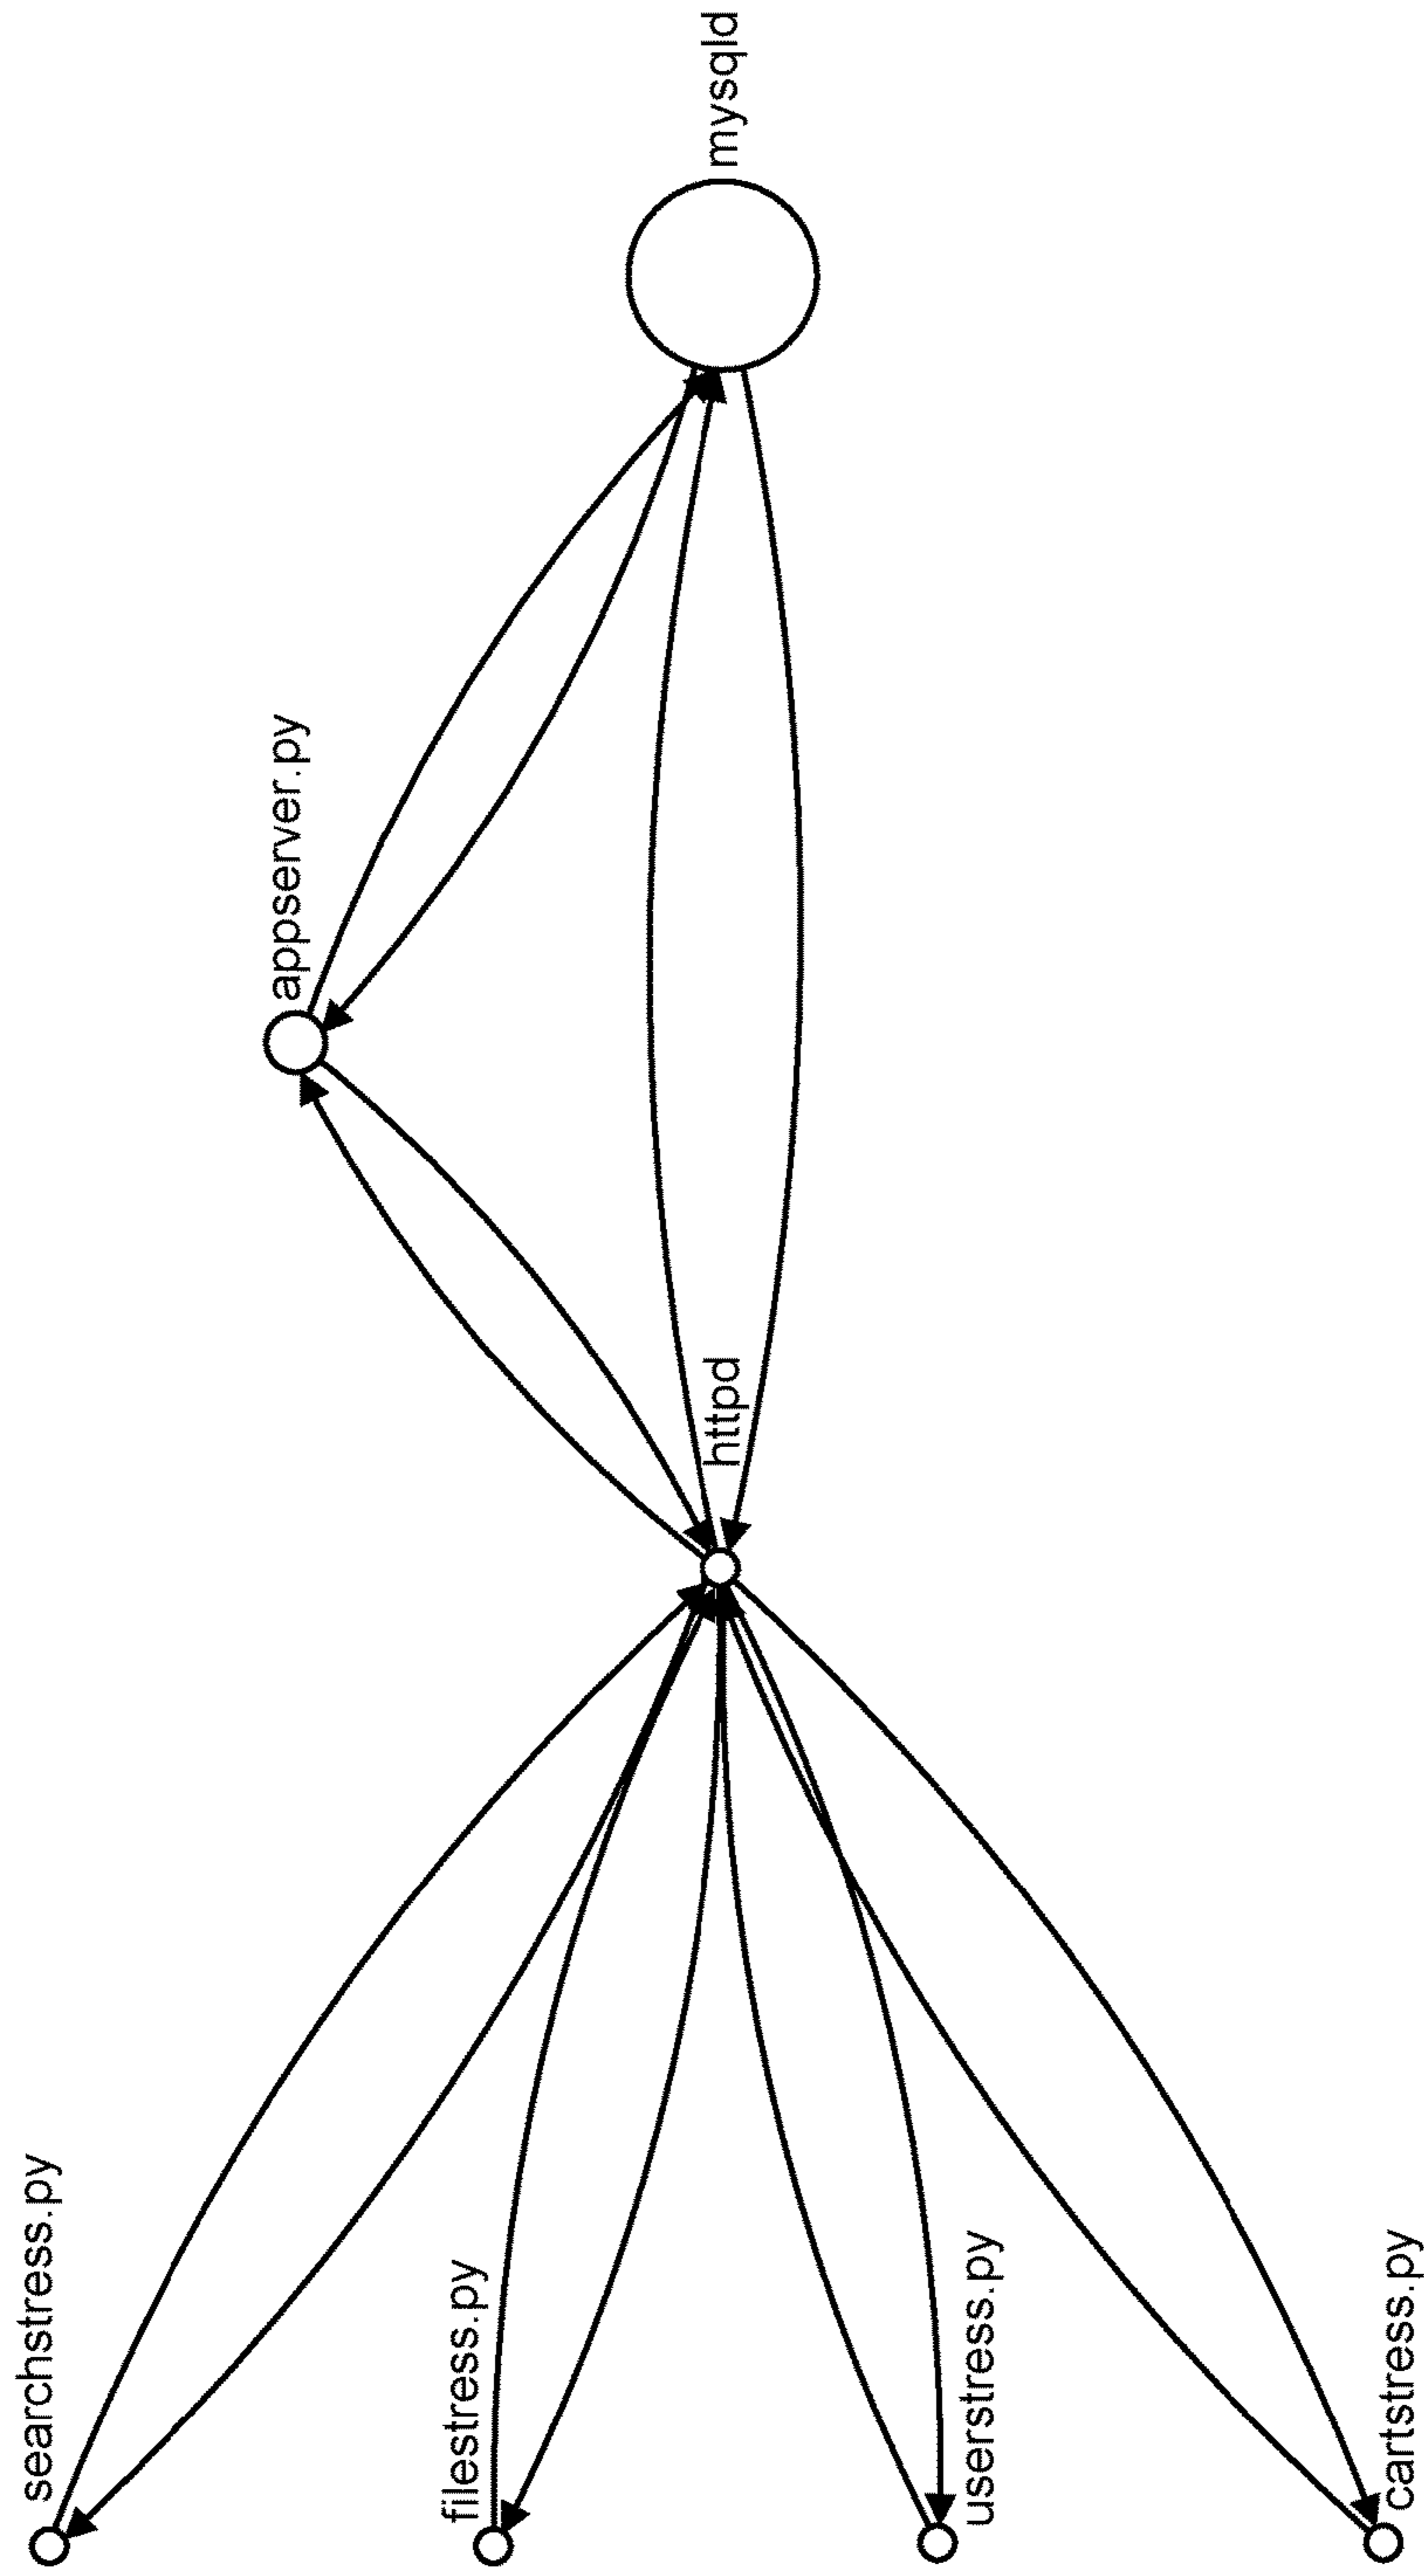 searchstress.py
filestress.py
userstress.py
cartstress.py
httpd
appserver.py
mysqld